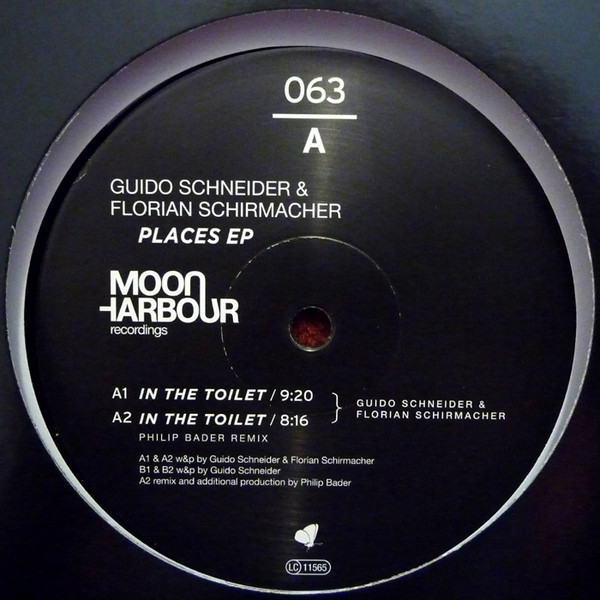 063
A
GUIDO SCHNEIDER &
FLORIAN SCHIRMACHER
PLACES EP
MOON
HARBOUR
recordings
A1 IN THE TOILET / 9:20
A2 IN THE TOILET / 8:16
PHILIP BADER REMIX
GUIDO SCHNEIDER &
FLORIAN SCHIRMACHER
A1 & A2 w&p by Guido Schneider & Florian Schirmacher
B1 & B2 w&p by Guido Schneider
A2 remix and additional production by Philip Bader
LC 11565